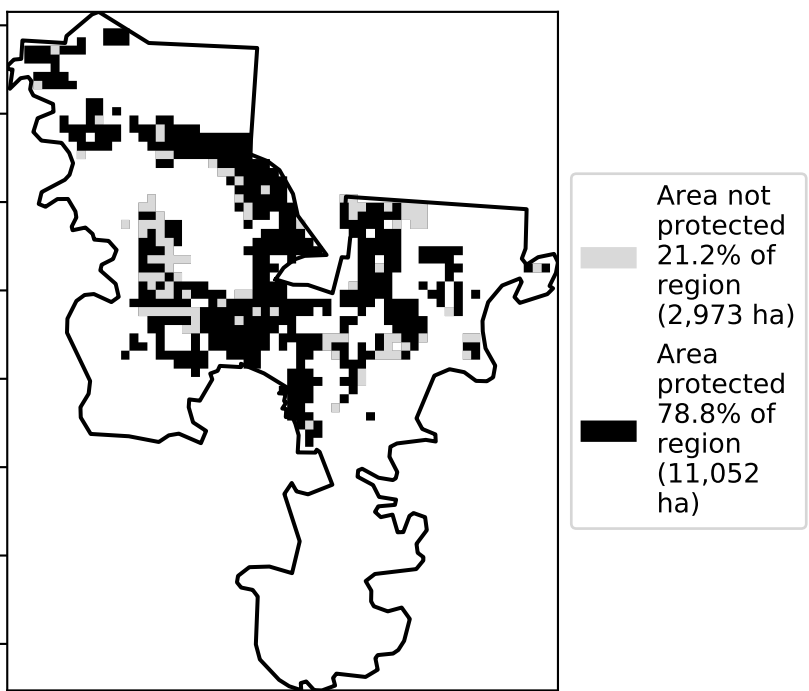 Area not
protected
21.2% of
region
(2,973 ha)
Area
protected
78.8% of
region
(11,052
ha)